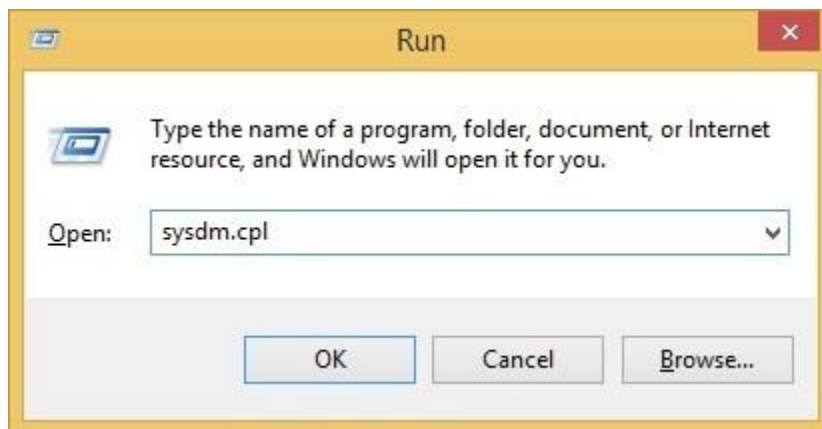 Run
Type the name of a program, folder, document, or Internet
resource, and Windows will open it for you.
Open: sysdm.cpl
OK Cancel Browse...